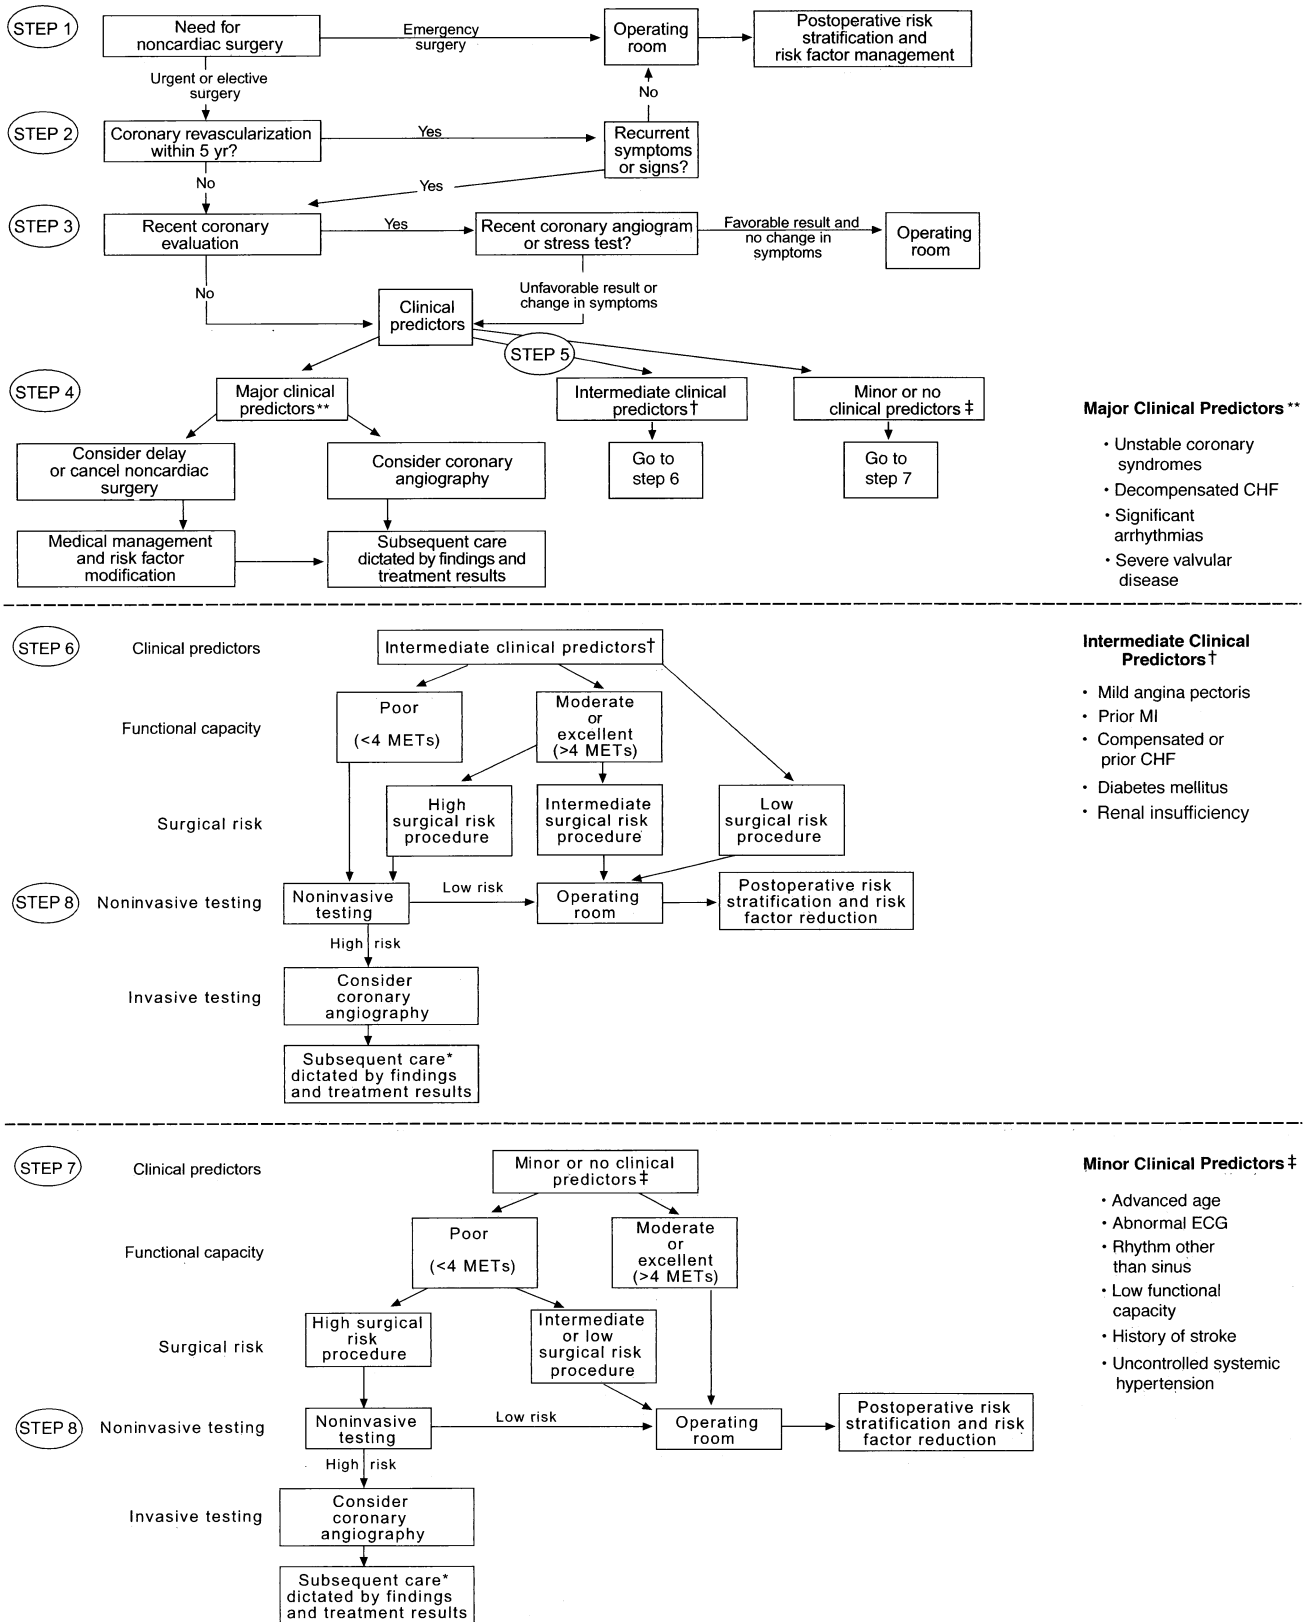 STEP 1
Need for
noncardiac surgery
Emergency
surgery
Operating
room
Postoperative risk
stratification and
risk factor management
Urgent or elective
surgery
No
STEP 2
Coronary revascularization
within 5 yr?
Yes
Recurrent
symptoms
or signs?
No
Yes
STEP 3
Recent coronary
evaluation
Yes
Recent coronary angiogram
or stress test?
Favorable result and
no change in
symptoms
Operating
room
No
Unfavorable result or
change in symptoms
Clinical
predictors
STEP 5
STEP 4
Major clinical
predictors**
Intermediate clinical
predictors†
Minor or no
clinical predictors ‡
Consider delay
or cancel noncardiac
surgery
Consider coronary
angiography
Go to
step 6
Go to
step 7
Medical management
and risk factor
modification
Subsequent care
dictated by findings and
treatment results
Major Clinical Predictors **
• Unstable coronary
syndromes
• Decompensated CHF
• Significant
arrhythmias
• Severe valvular
disease
STEP 6
Clinical predictors
Intermediate clinical predictors†
Functional capacity
Poor
(<4 METs)
Moderate
or
excellent
(>4 METs)
Surgical risk
High
surgical risk
procedure
Intermediate
surgical risk
procedure
Low
surgical risk
procedure
STEP 8
Noninvasive testing
Noninvasive
testing
Low risk
Operating
room
Postoperative risk
stratification and risk
factor reduction
High risk
Invasive testing
Consider
coronary
angiography
Subsequent care*
dictated by findings
and treatment results
Intermediate Clinical
Predictors †
• Mild angina pectoris
• Prior MI
• Compensated or
prior CHF
• Diabetes mellitus
• Renal insufficiency
STEP 7
Clinical predictors
Minor or no clinical
predictors‡
Functional capacity
Poor
(<4 METs)
Moderate
or
excellent
(>4 METs)
Surgical risk
High surgical
risk
procedure
Intermediate
or low
surgical risk
procedure
STEP 8
Noninvasive testing
Noninvasive
testing
Low risk
Operating
room
Postoperative risk
stratification and risk
factor reduction
High risk
Invasive testing
Consider
coronary
angiography
Subsequent care*
dictated by findings
and treatment results
Minor Clinical Predictors ‡
• Advanced age
• Abnormal ECG
• Rhythm other
than sinus
• Low functional
capacity
• History of stroke
• Uncontrolled systemic
hypertension